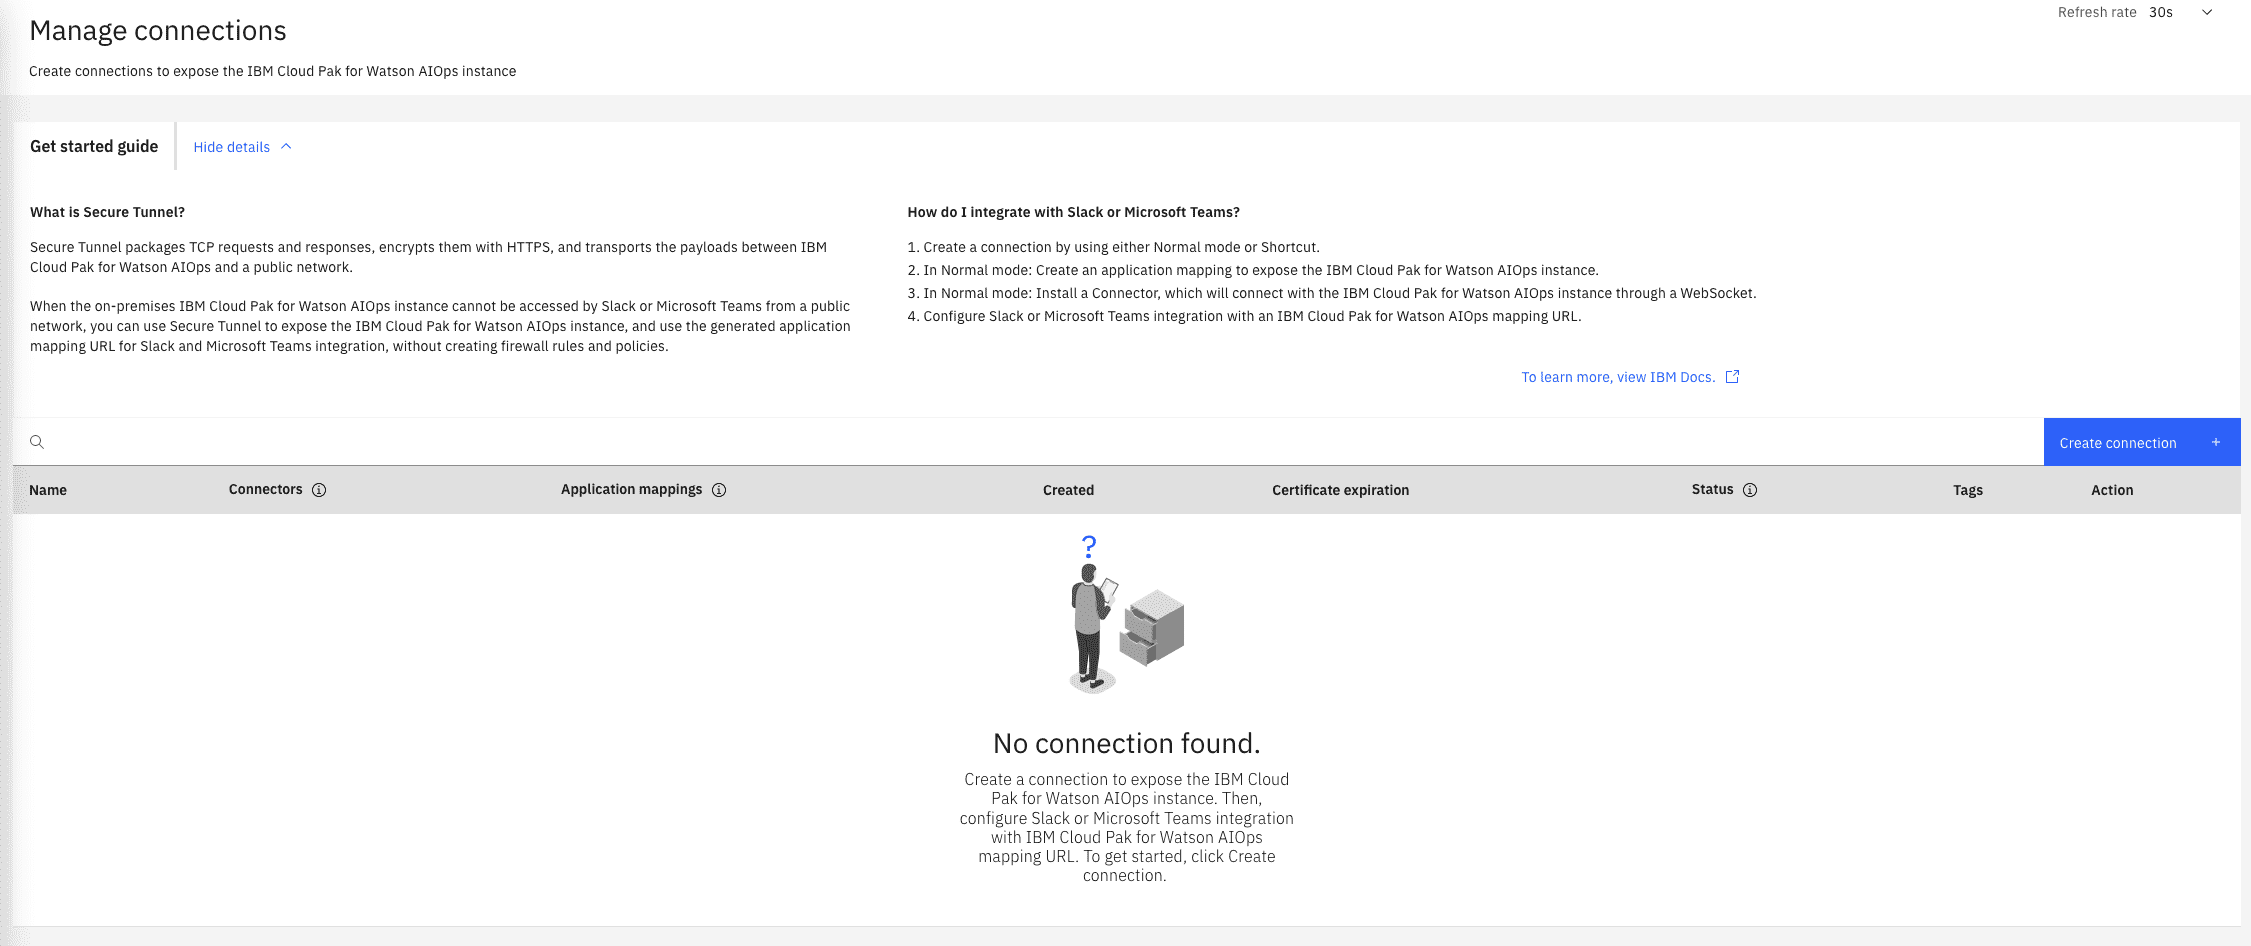 Manage connections
Refresh rate 30s
Create connections to expose the IBM Cloud Pak for Watson AIOps instance
Get started guide
Hide details
What is Secure Tunnel?
Secure Tunnel packages TCP requests and responses, encrypts them with HTTPS, and transports the payloads between IBM
Cloud Pak for Watson AIOps and a public network.
When the on-premises IBM Cloud Pak for Watson AIOps instance cannot be accessed by Slack or Microsoft Teams from a public
network, you can use Secure Tunnel to expose the IBM Cloud Pak for Watson AIOps instance, and use the generated application
mapping URL for Slack and Microsoft Teams integration, without creating firewall rules and policies.
How do I integrate with Slack or Microsoft Teams?
1. Create a connection by using either Normal mode or Shortcut.
2. In Normal mode: Create an application mapping to expose the IBM Cloud Pak for Watson AIOps instance.
3. In Normal mode: Install a Connector, which will connect with the IBM Cloud Pak for Watson AIOps instance through a WebSocket.
4. Configure Slack or Microsoft Teams integration with an IBM Cloud Pak for Watson AIOps mapping URL.
To learn more, view IBM Docs.
Create connection +
Name Connectors Application mappings Created Certificate expiration Status Tags Action
?
No connection found.
Create a connection to expose the IBM Cloud
Pak for Watson AIOps instance. Then,
configure Slack or Microsoft Teams integration
with IBM Cloud Pak for Watson AIOps
mapping URL. To get started, click Create
connection.